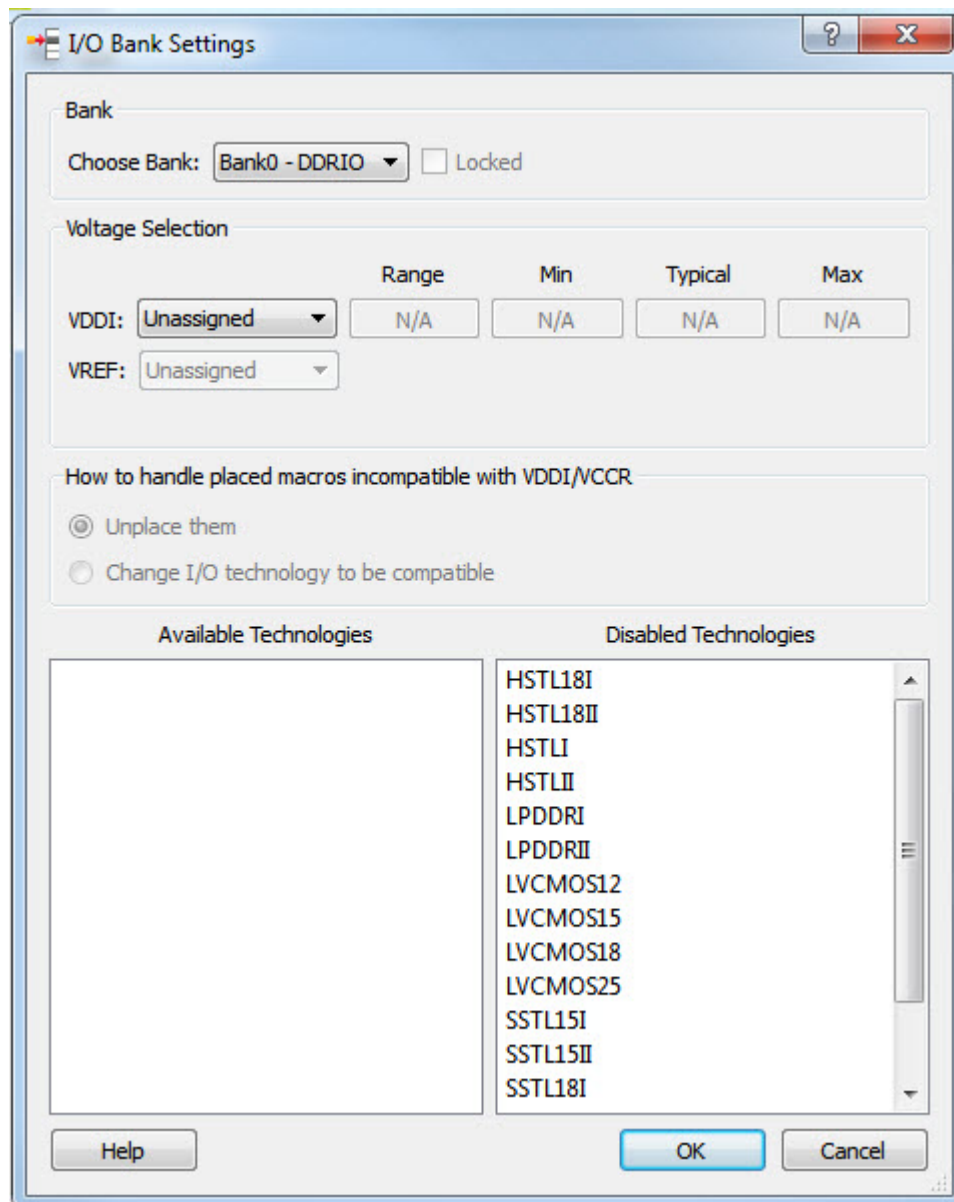 I/O Bank Settings
Bank
Choose Bank: Bank0 - DDRIO Locked
Voltage Selection
Range Min Typical Max
VDDI: Unassigned N/A N/A N/A N/A
VREF: Unassigned
How to handle placed macros incompatible with VDDI/VCCR
Unplace them
Change I/O technology to be compatible
Available Technologies Disabled Technologies
HSTL18I
HSTL18II
HSTLI
HSTLII
LPDDRI
LPDDRII
LVCMOS12
LVCMOS15
LVCMOS18
LVCMOS25
SSTL15I
SSTL15II
SSTL18I
Help OK Cancel